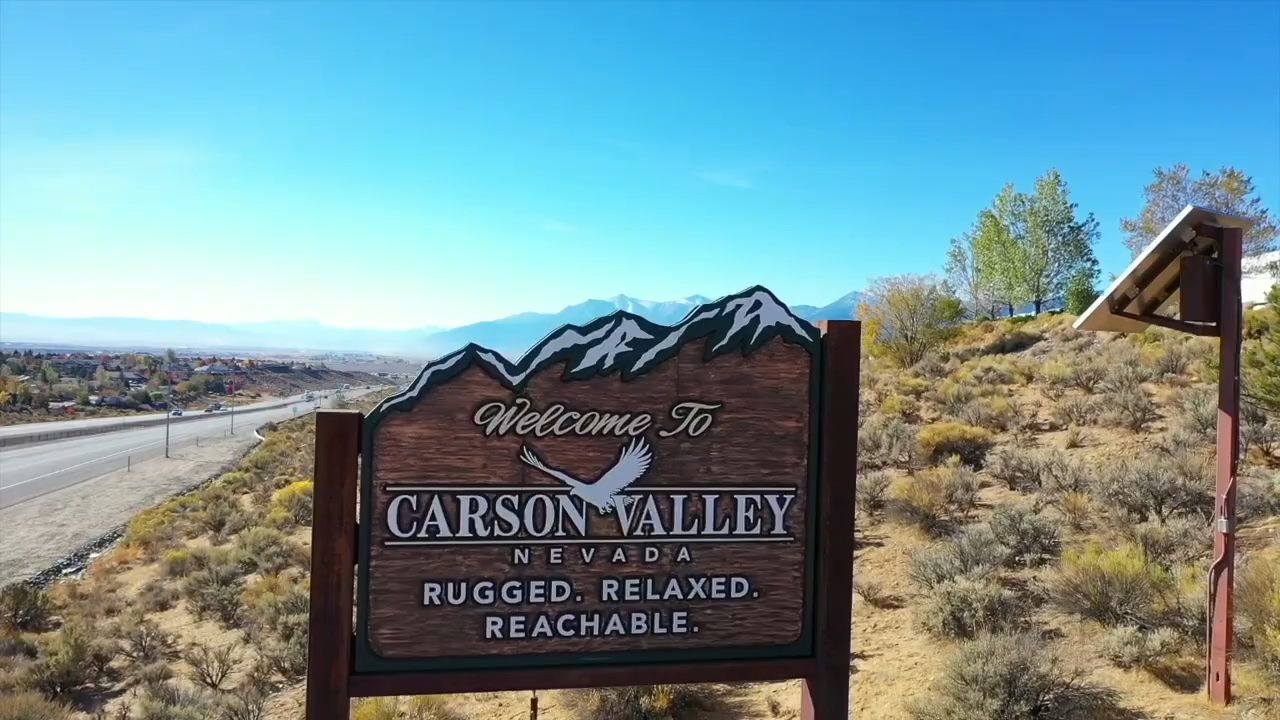 Welcome To
CARSON VALLEY
NEVADA
RUGGED. RELAXED.
REACHABLE.